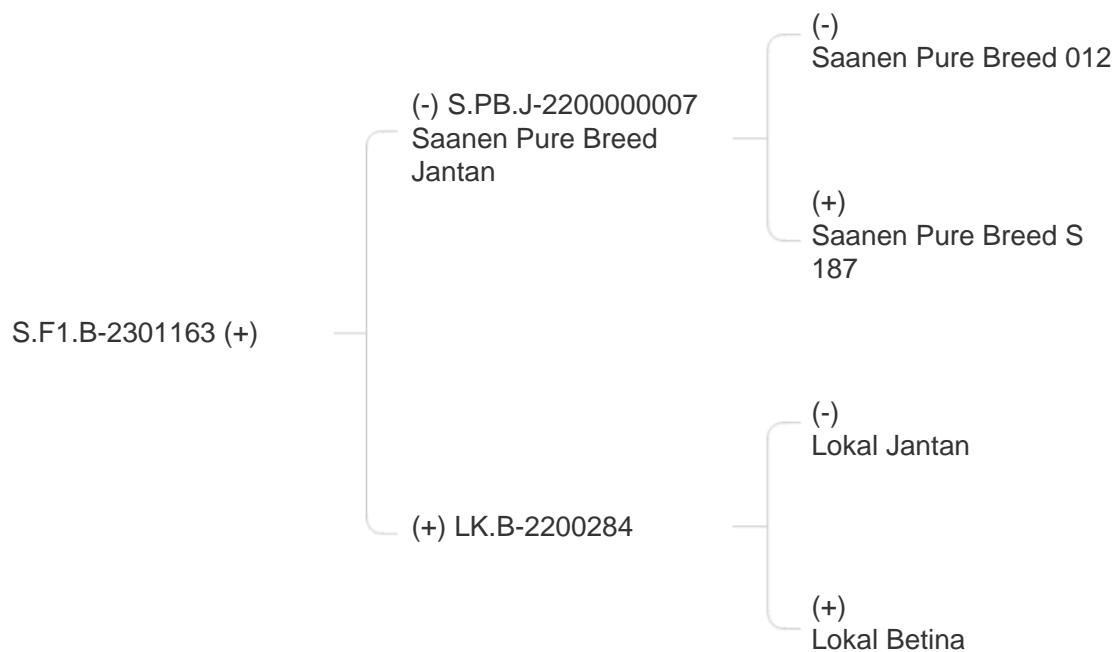 (-)
Saanen Pure Breed 012
(-) S.PB.J-2200000007
Saanen Pure Breed
Jantan
(+)
Saanen Pure Breed S
187
S.F1.B-2301163 (+)
(-)
Lokal Jantan
(+) LK.B-2200284
(+)
Lokal Betina